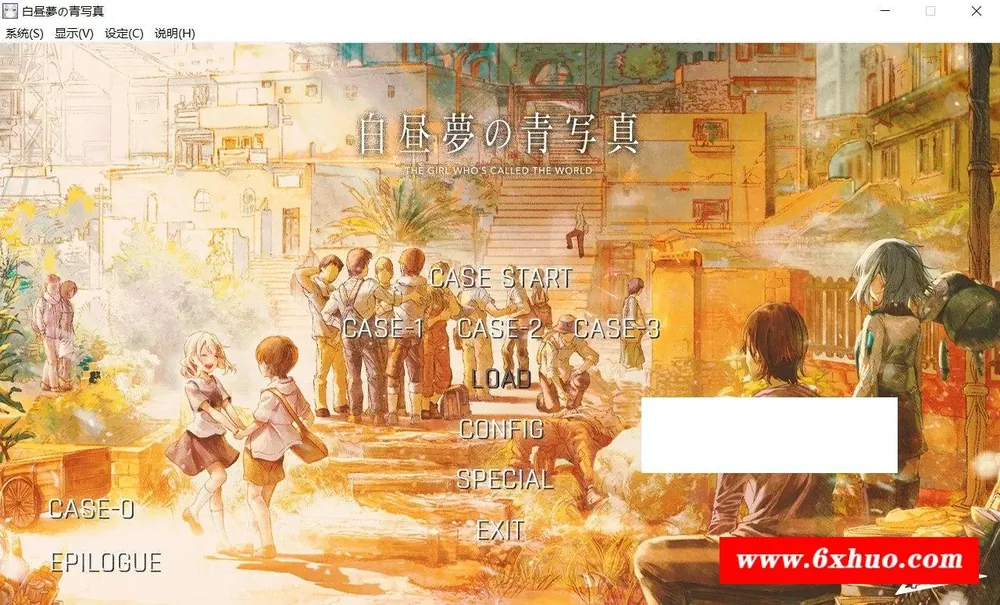 白昼夢の青写真
系统(S) 显示(V) 设定(C) 说明(H)
白昼夢の青写真
THE GIRL WHO'S CALLED THE WORLD
CASE START
CASE-1 CASE-2 CASE-3
LOAD
CONFIG
SPECIAL
CASE-0
EXIT
EPILOGUE
www.6xhuo.com